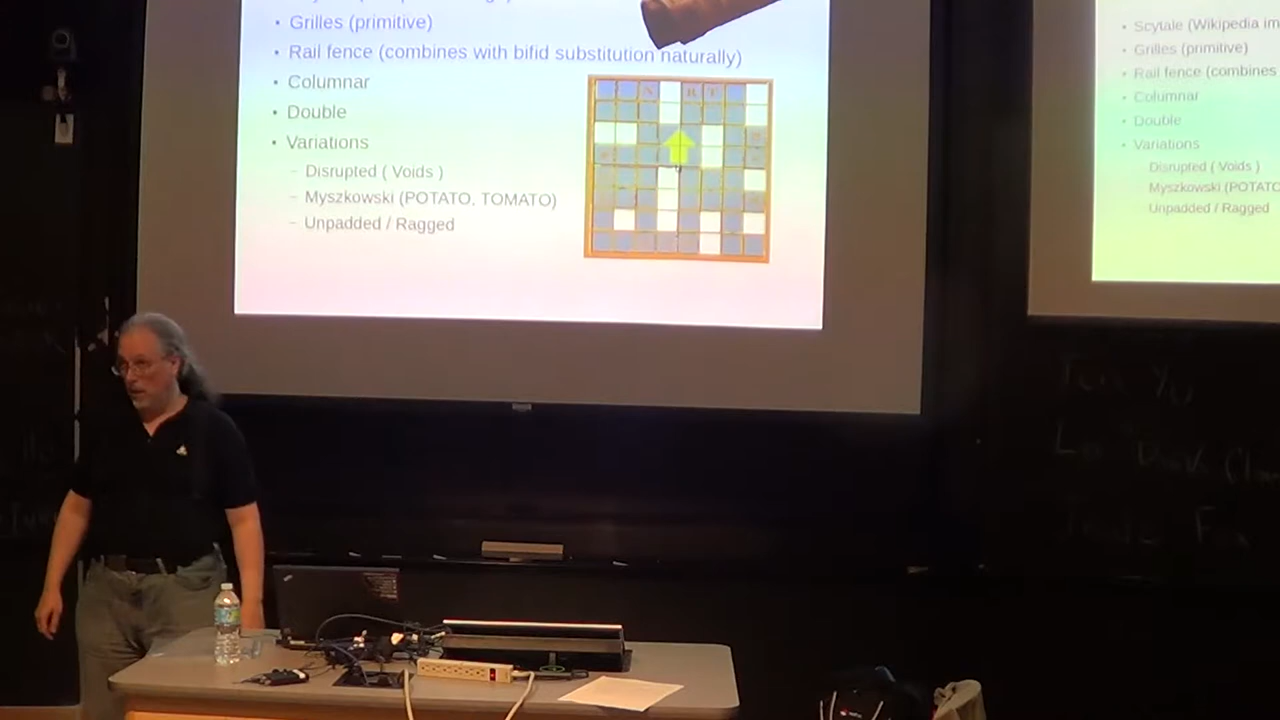 • Grilles (primitive)
• Rail fence (combines with bifid substitution naturally)
• Columnar
• Double
• Variations
– Disrupted ( Voids )
– Myszkowski (POTATO, TOMATO)
– Unpadded / Ragged
• Scytale (Wikipedia im
• Grilles (primitive)
• Rail fence (combines
• Columnar
• Double
• Variations
Disrupted ( Voids )
Myszkowski (POTATO
Unpadded / Ragged